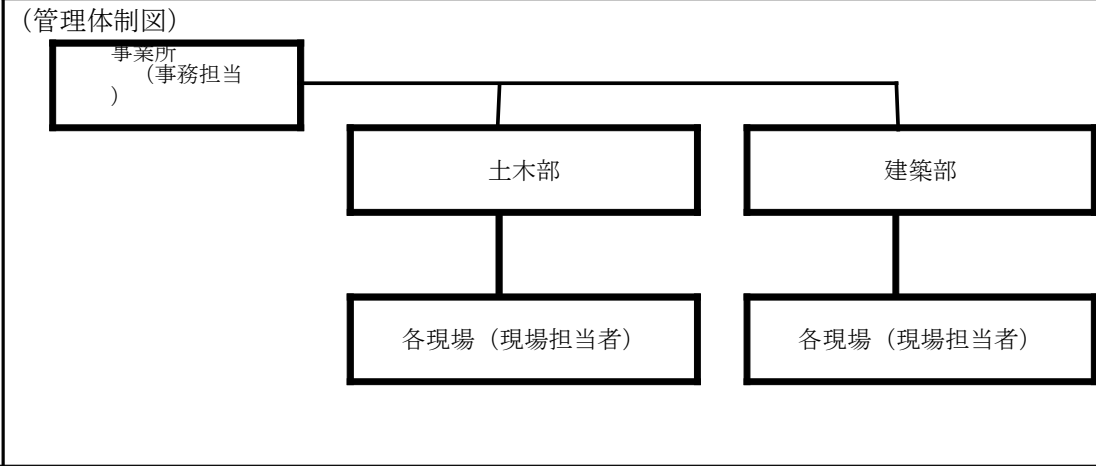 （管理体制図）
事業所
（事務担当
）
土木部
建築部
各現場（現場担当者）
各現場（現場担当者）